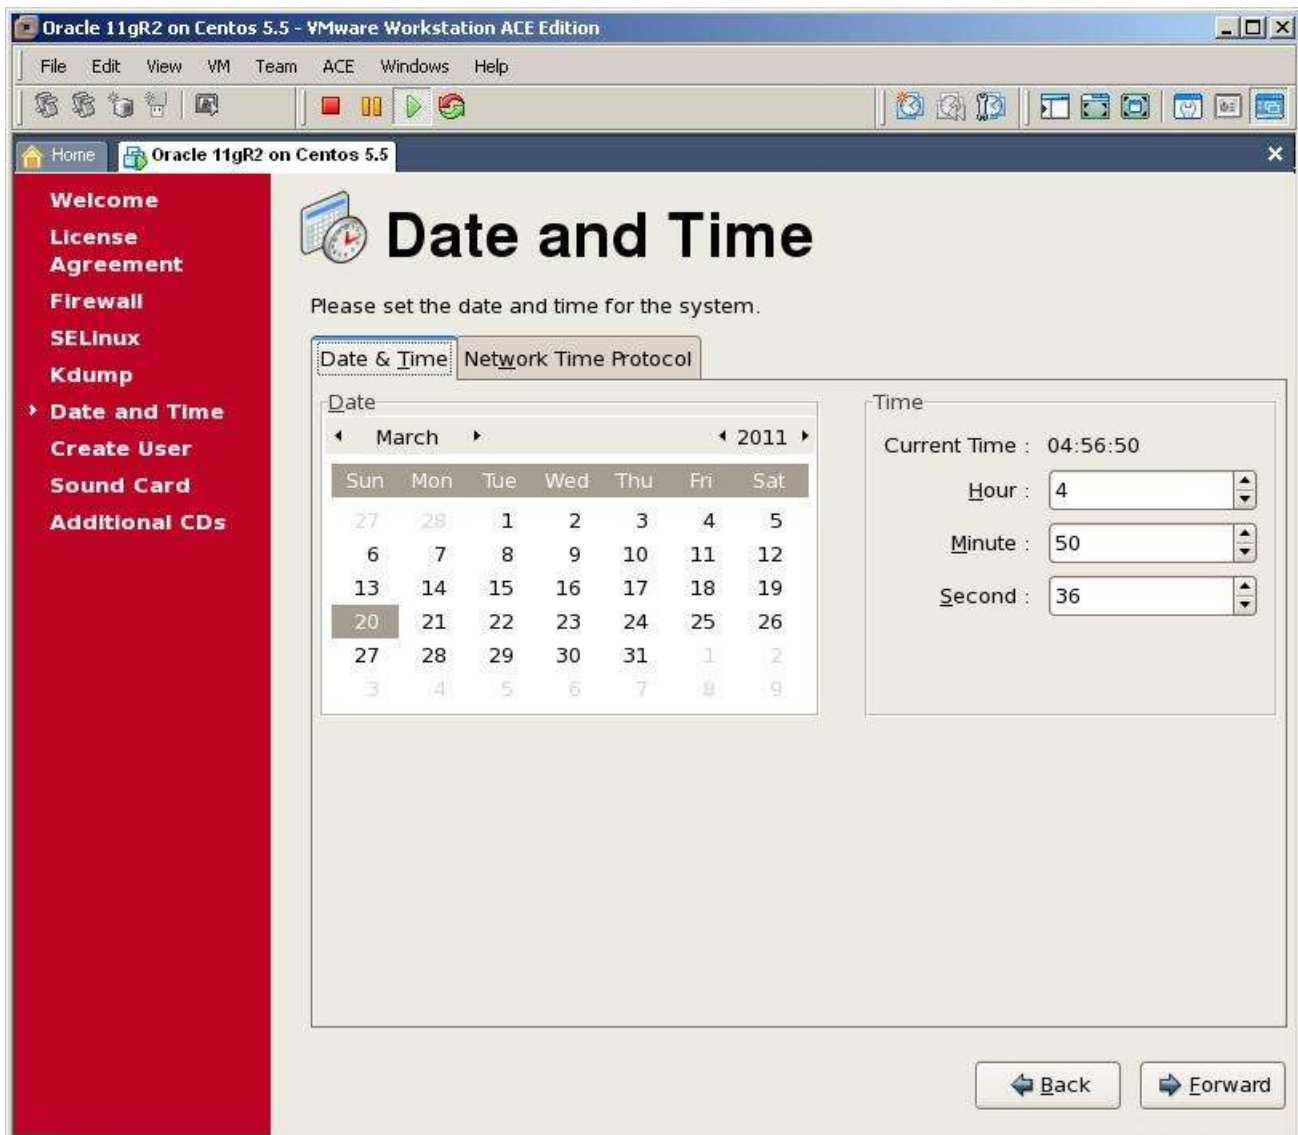 Oracle 11gR2 on Centos 5.5 - VMware Workstation ACE Edition
File Edit View VM Team ACE Windows Help
Home Oracle 11gR2 on Centos 5.5
Welcome
License
Agreement
Firewall
SELinux
Kdump
Date and Time
Create User
Sound Card
Additional CDs
Date and Time
Please set the date and time for the system.
Date & Time Network Time Protocol
Date
March 2011
Sun Mon Tue Wed Thu Fri Sat
27 28 1 2 3 4 5
6 7 8 9 10 11 12
13 14 15 16 17 18 19
20 21 22 23 24 25 26
27 28 29 30 31 1 2
3 4 5 6 7 8 9
Time
Current Time : 04:56:50
Hour : 4
Minute : 50
Second : 36
Back Forward